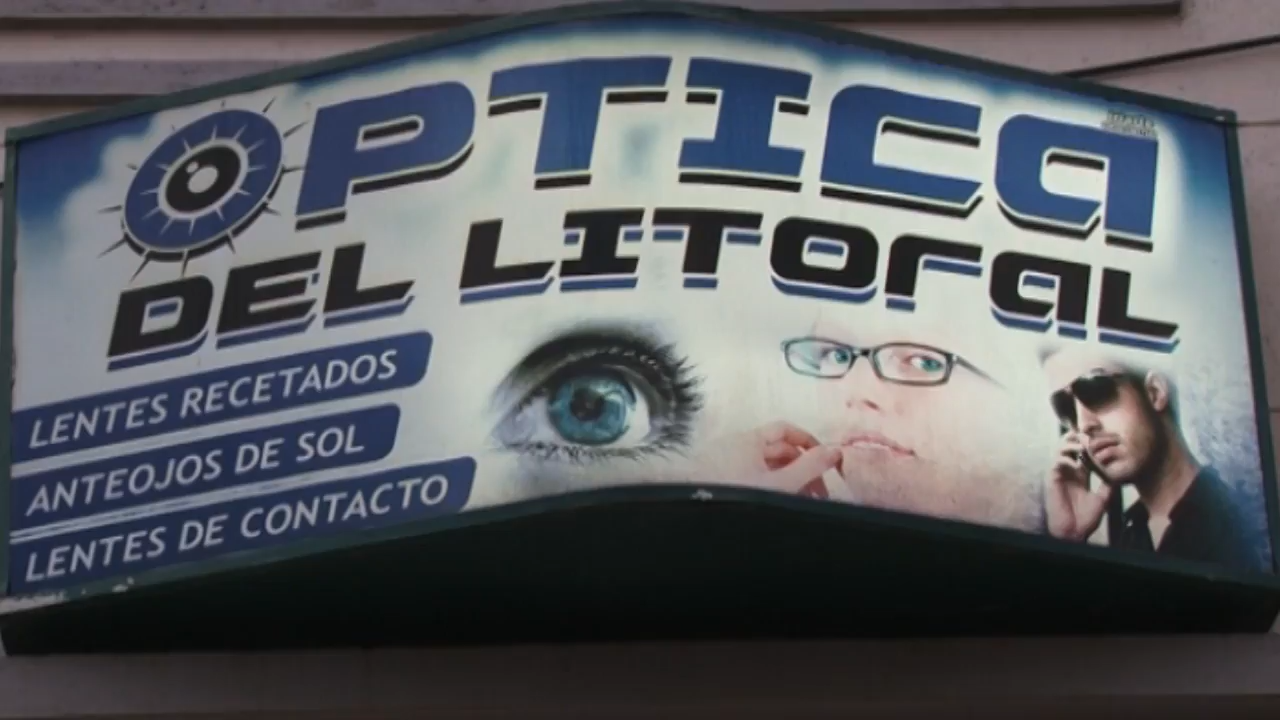 OPTICA
DEL LITORAL
LENTES RECETADOS
ANTEOJOS DE SOL
LENTES DE CONTACTO